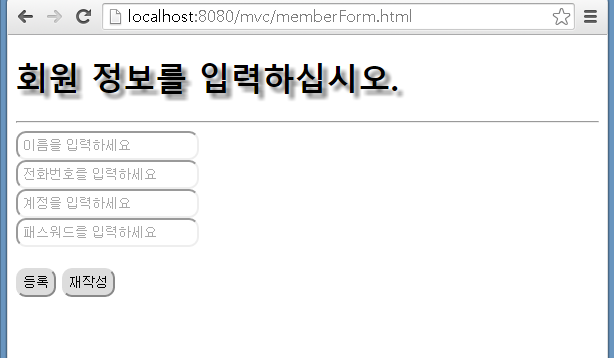 localhost:8080/mvc/memberForm.html
회원 정보를 입력하십시오.
이름을 입력하세요
전화번호를 입력하세요
계정을 입력하세요
패스워드를 입력하세요
등록 재작성